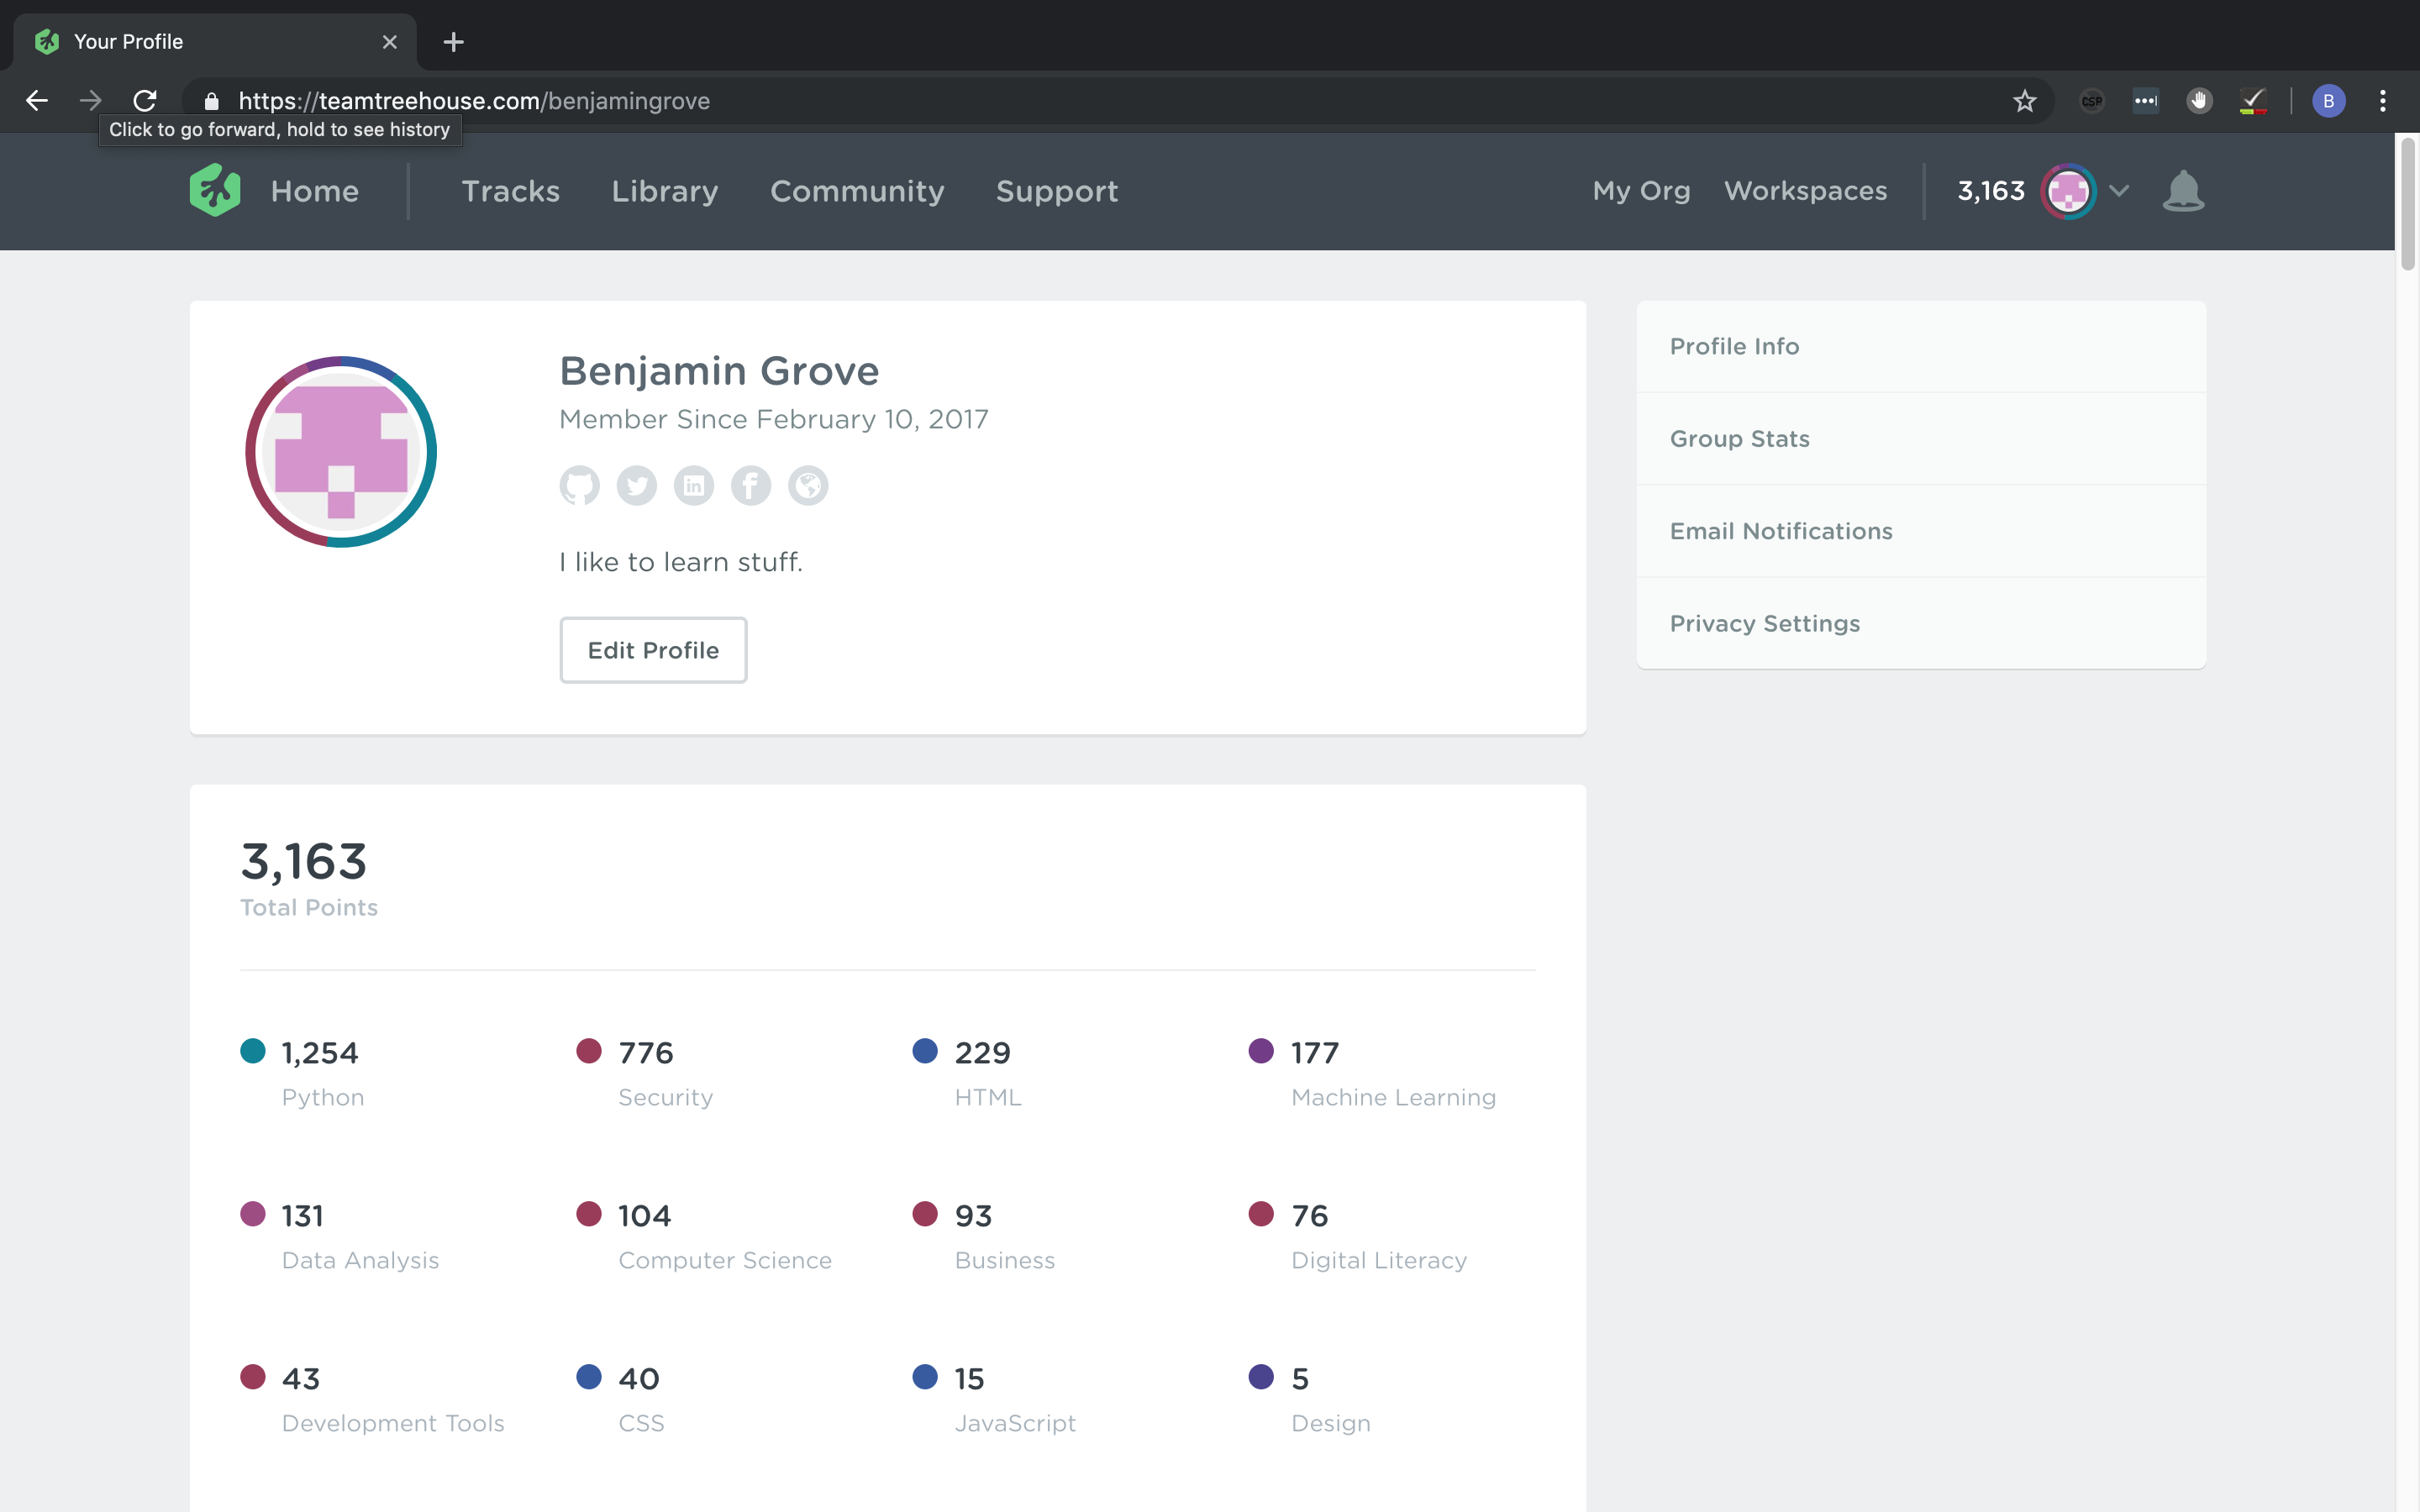 Your Profile
https://teamtreehouse.com/benjamingrove
CSP
B
Click to go forward, hold to see history
Home
Tracks
Library
Community
Support
My Org
Workspaces
3,163
Benjamin Grove
Member Since February 10, 2017
in
I like to learn stuff.
Edit Profile
Profile Info
Group Stats
Email Notifications
Privacy Settings
3,163
Total Points
1,254
Python
776
Security
229
HTML
177
Machine Learning
131
Data Analysis
104
Computer Science
93
Business
76
Digital Literacy
43
Development Tools
40
CSS
15
JavaScript
5
Design